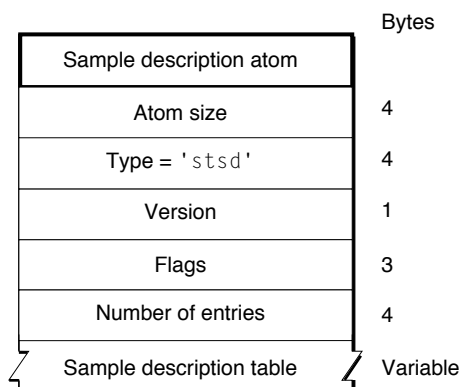 Bytes
Sample description atom
Atom size 4
Type = 'stsd' 4
Version 1
Flags 3
Number of entries 4
Sample description table Variable